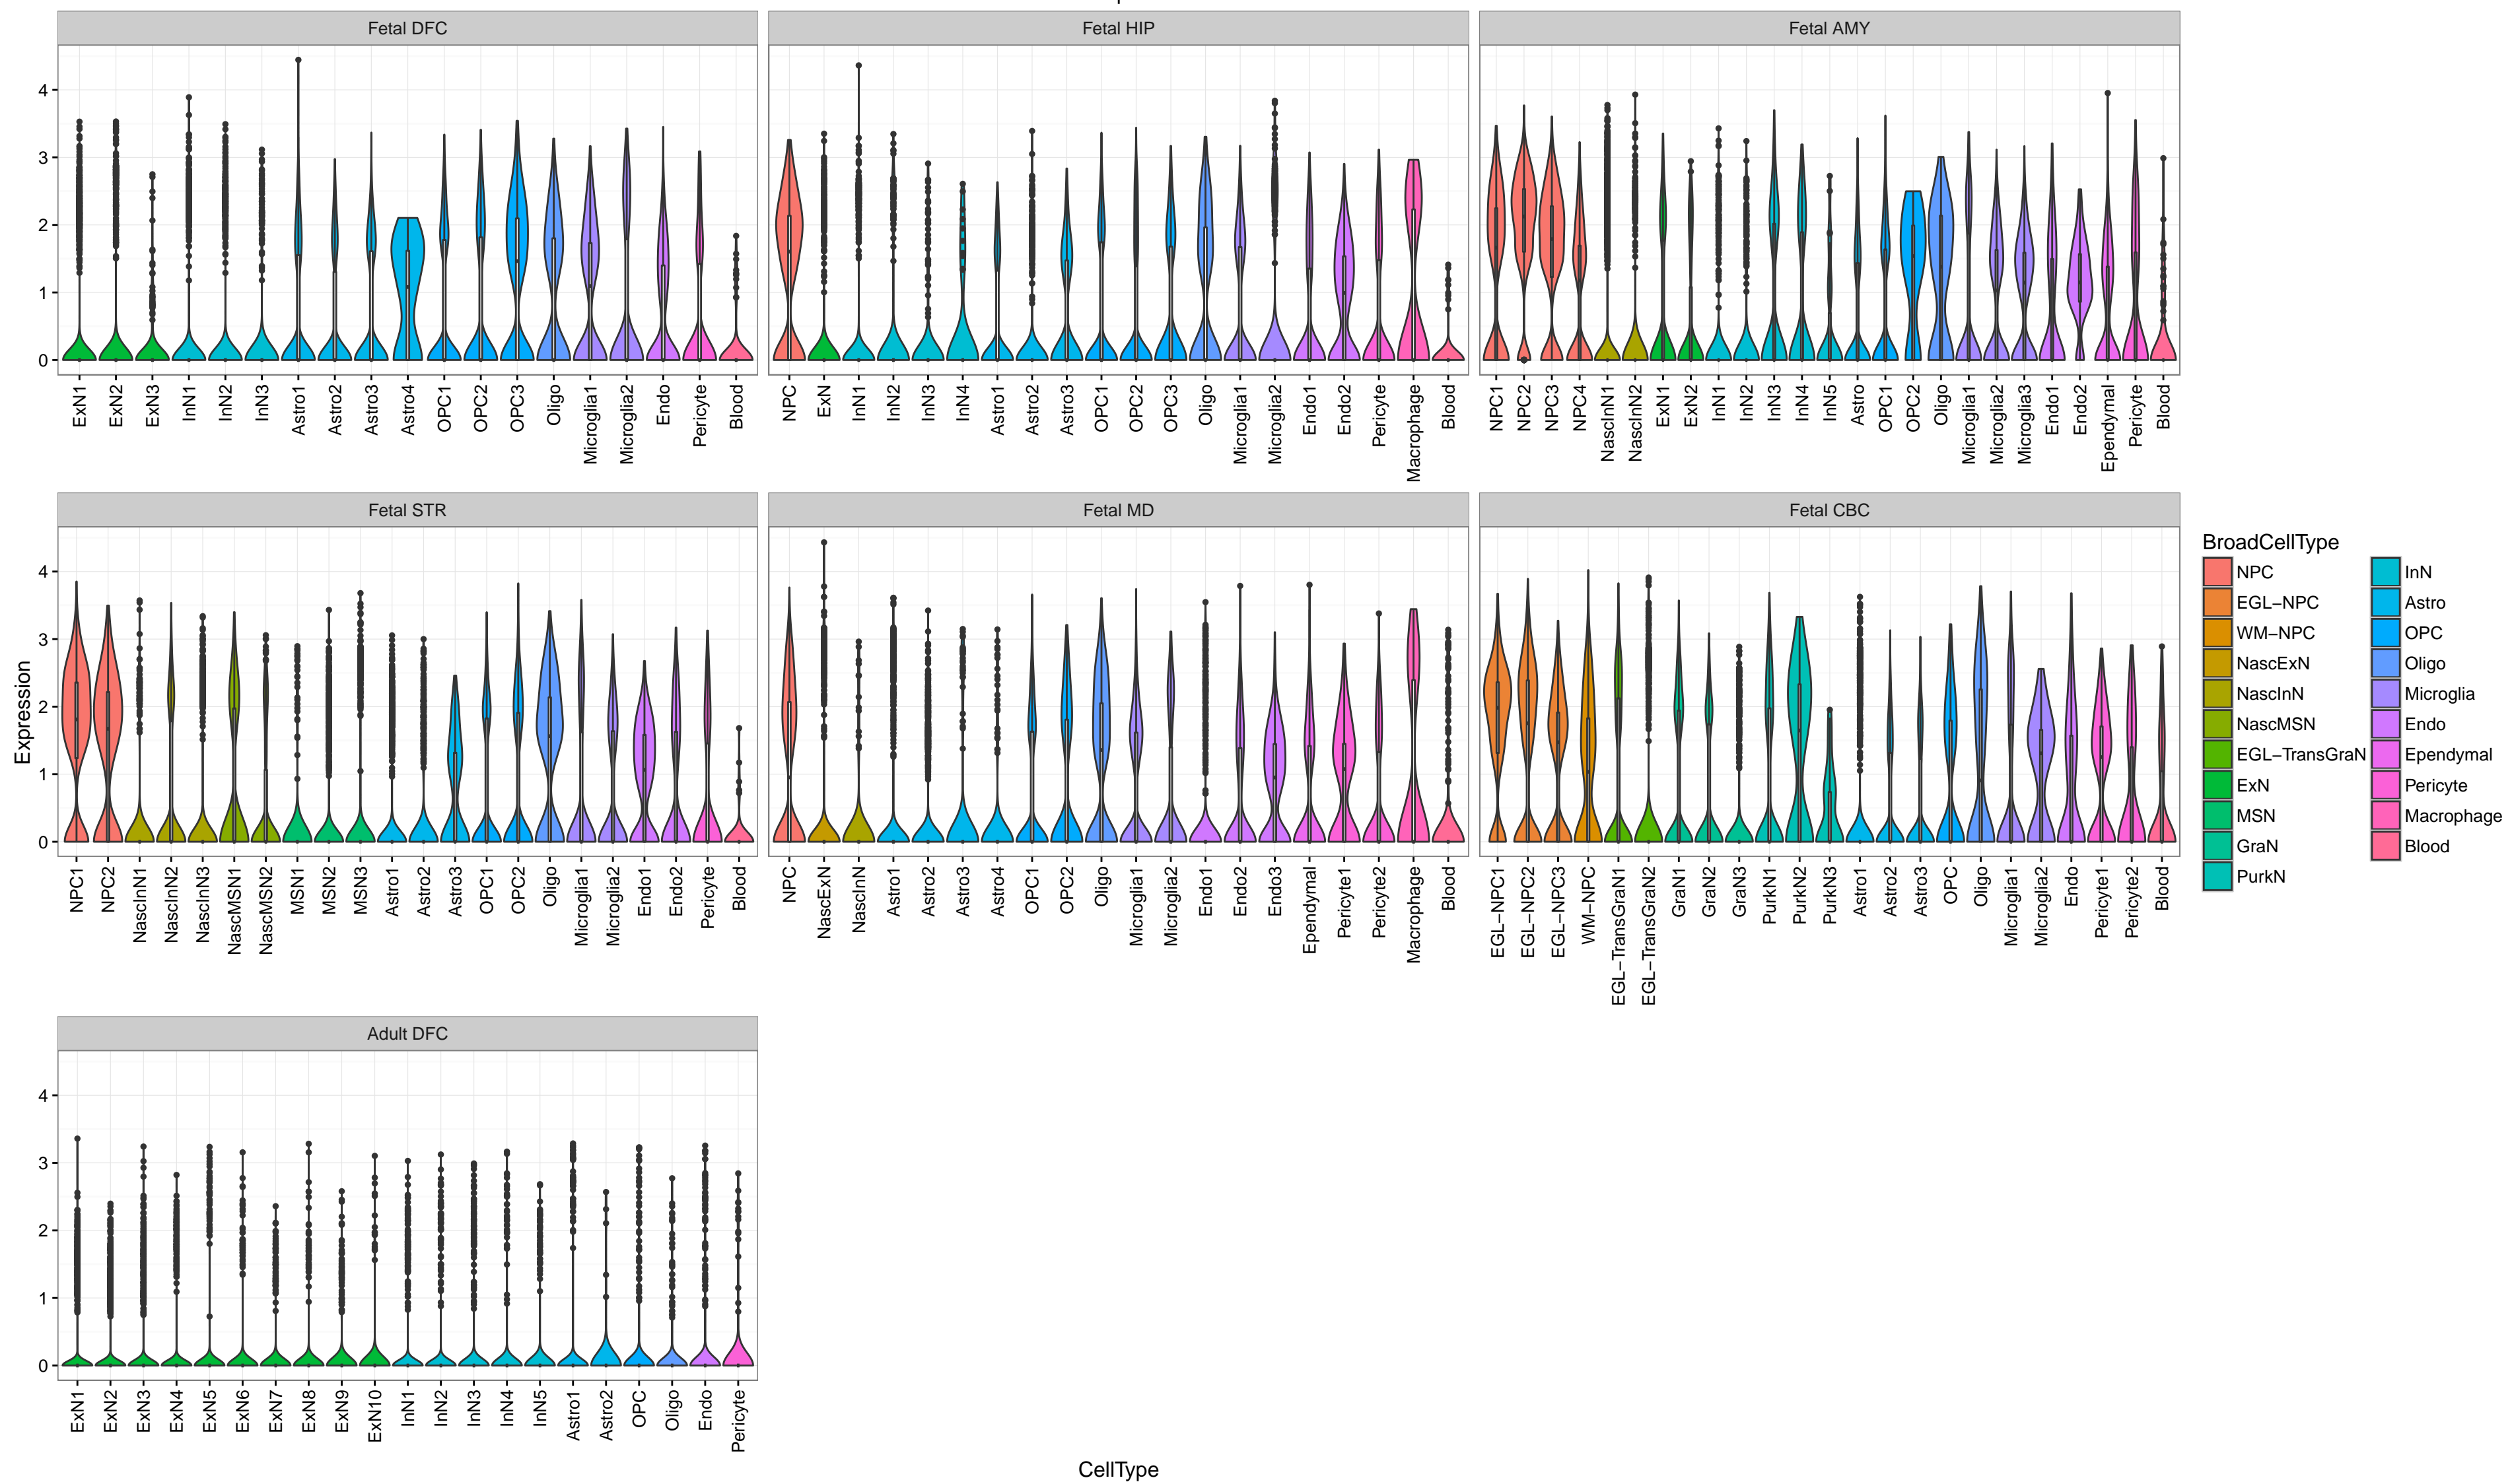 Fetal DFC Fetal HIP Fetal AMY
4
3
2
1
0
ExN1 ExN2 ExN3 InN1 InN2 InN3 Astro1 Astro2 Astro3 Astro4 OPC1 OPC2 OPC3 Oligo Microglia1 Microglia2 Endo Pericyte Blood
NPC ExN InN1 InN2 InN3 InN4 Astro1 Astro2 Astro3 OPC1 OPC2 OPC3 Oligo Microglia1 Microglia2 Endo1 Endo2 Pericyte Macrophage Blood
NPC1 NPC2 NPC3 NPC4 NascInN1 NascInN2 ExN1 ExN2 InN1 InN2 InN3 InN4 InN5 Astro OPC1 OPC2 Oligo Microglia1 Microglia2 Microglia3 Endo1 Endo2 Ependymal Pericyte Blood
Fetal STR Fetal MD Fetal CBC
Expression
4
3
2
1
0
NPC1 NPC2 NascInN1 NascInN2 NascInN3 NascMSN1 NascMSN2 MSN1 MSN2 MSN3 Astro1 Astro2 Astro3 OPC1 OPC2 Oligo Microglia1 Microglia2 Endo1 Endo2 Pericyte Blood
NPC NascExN NascInN Astro1 Astro2 Astro3 Astro4 OPC1 OPC2 Oligo Microglia1 Microglia2 Endo1 Endo2 Endo3 Ependymal Pericyte1 Pericyte2 Macrophage Blood
EGL−NPC1 EGL−NPC2 EGL−NPC3 WM−NPC EGL−TransGraN1 EGL−TransGraN2 GraN1 GraN2 GraN3 PurkN1 PurkN2 PurkN3 Astro1 Astro2 Astro3 OPC Oligo Microglia1 Microglia2 Endo Pericyte1 Pericyte2 Blood
BroadCellType
NPC InN
EGL−NPC Astro
WM−NPC OPC
NascExN Oligo
NascInN Microglia
NascMSN Endo
EGL−TransGraN Ependymal
ExN Pericyte
MSN Macrophage
GraN Blood
PurkN
Adult DFC
4
3
2
1
0
ExN1 ExN2 ExN3 ExN4 ExN5 ExN6 ExN7 ExN8 ExN9 ExN10 InN1 InN2 InN3 InN4 InN5 Astro1 Astro2 OPC Oligo Endo Pericyte
CellType